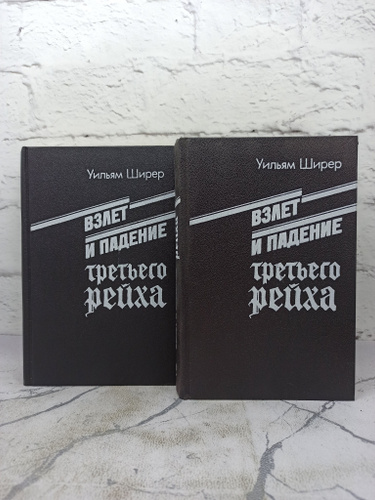 Уильям Ширер
ВЗЛЕТ
И ПАДЕНИЕ
третьего
рейха
Уильям Ширер
ВЗЛЕТ
И ПАДЕНИЕ
третьего
рейха